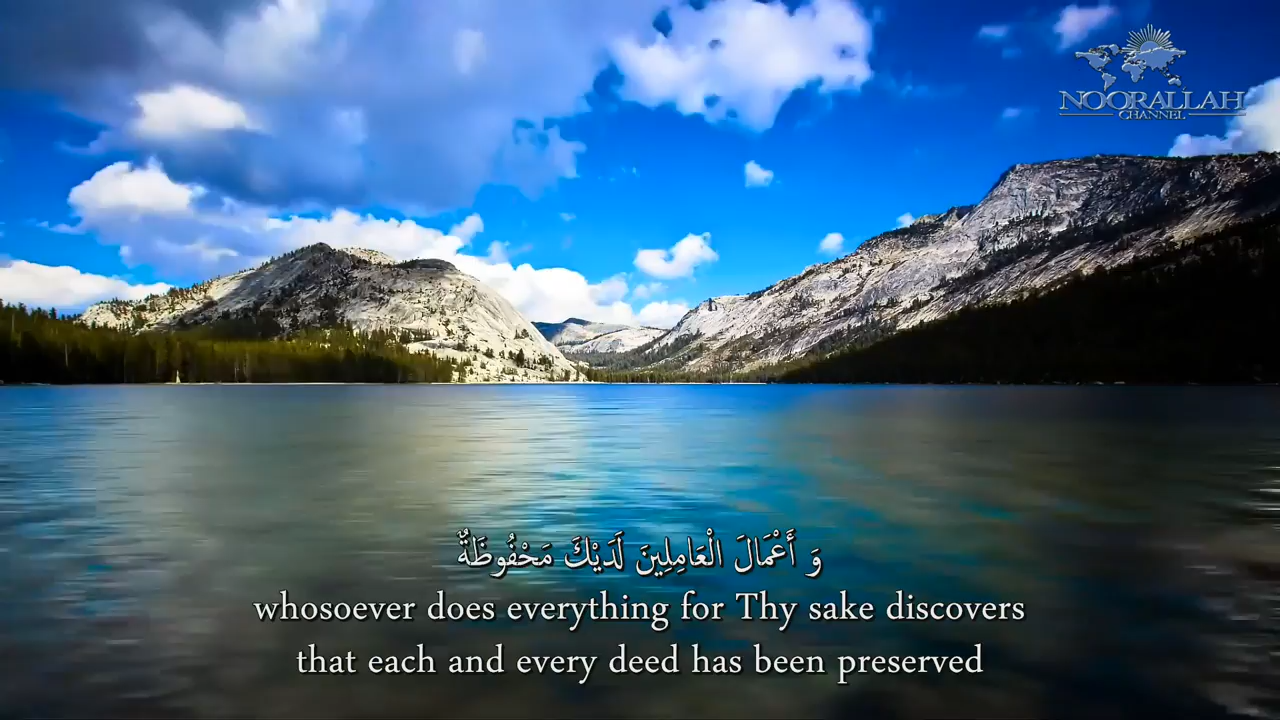 NOORALLAH
CHANNEL
وَ أَعْمَالَ الْعَامِلِينَ لَدَيْكَ مَحْفُوظَةٌ
whosoever does everything for Thy sake discovers
that each and every deed has been preserved